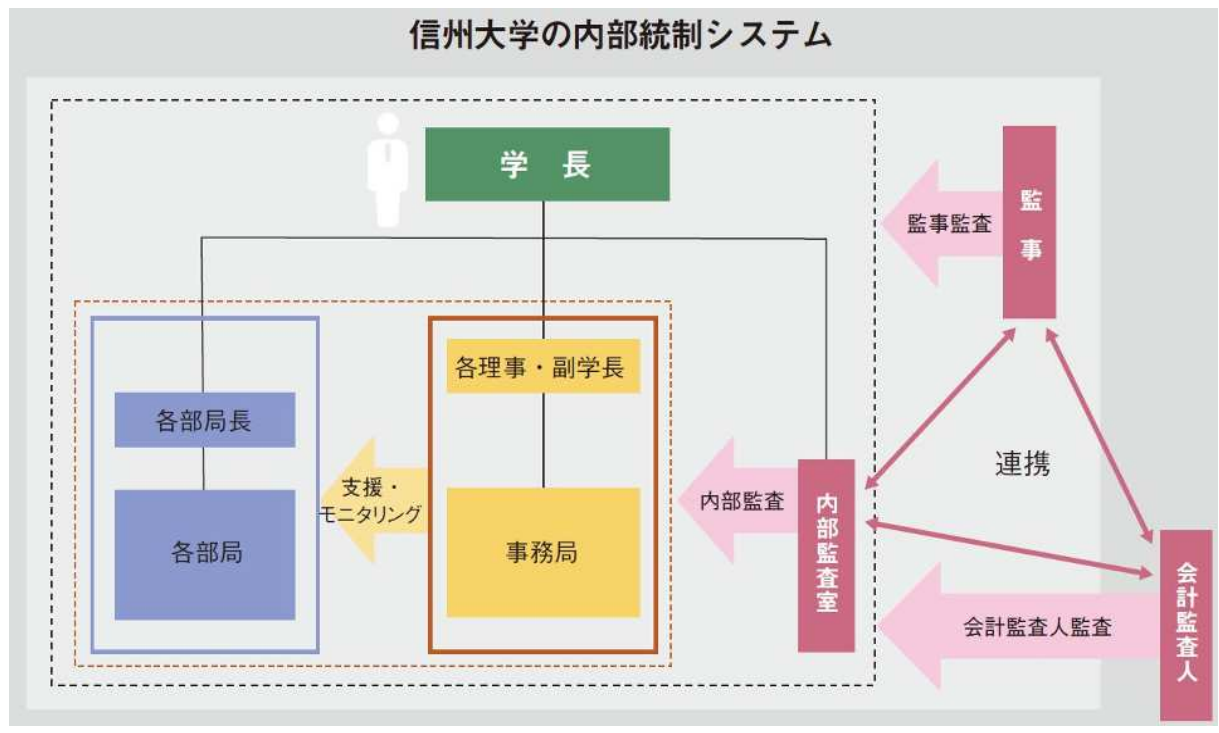 信州大学の内部統制システム
学　長
監事
監事監査
各理事・副学長
各部局長
支援・
モニタリング
内部監査
内部監査室
連携
各部局
事務局
会計監査人監査
会計監査人